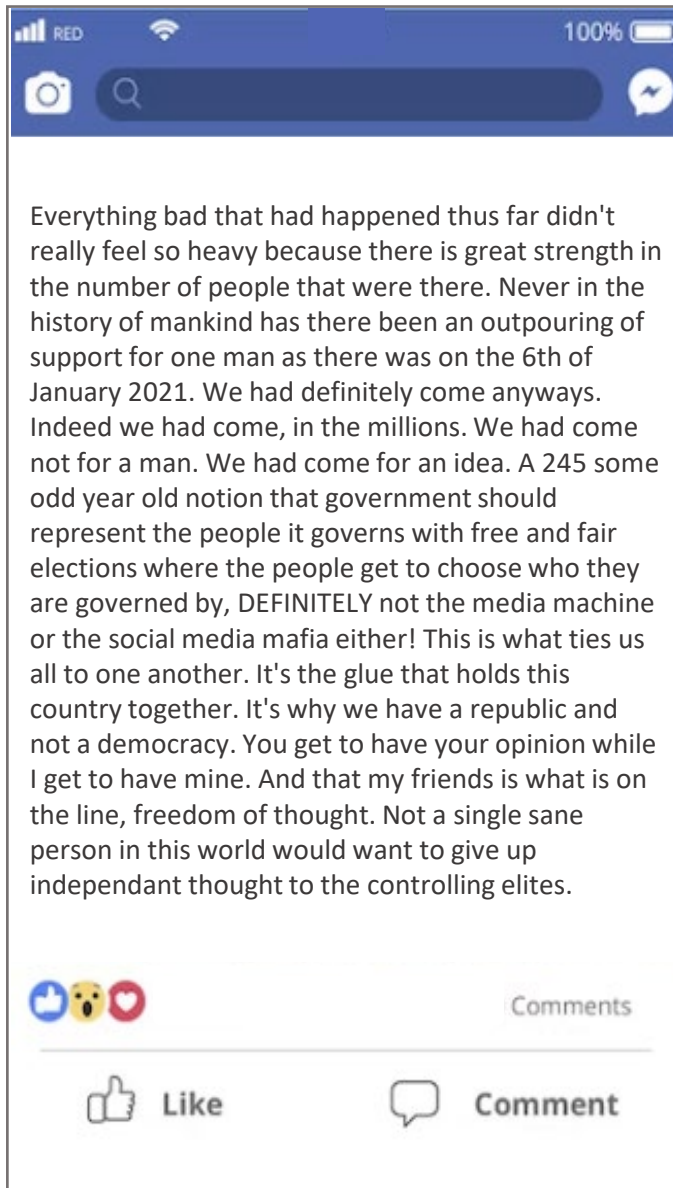 RED 100%
Everything bad that had happened thus far didn't
really feel so heavy because there is great strength in
the number of people that were there. Never in the
history of mankind has there been an outpouring of
support for one man as there was on the 6th of
January 2021. We had definitely come anyways.
Indeed we had come, in the millions. We had come
not for a man. We had come for an idea. A 245 some
odd year old notion that government should
represent the people it governs with free and fair
elections where the people get to choose who they
are governed by, DEFINITELY not the media machine
or the social media mafia either! This is what ties us
all to one another. It's the glue that holds this
country together. It's why we have a republic and
not a democracy. You get to have your opinion while
I get to have mine. And that my friends is what is on
the line, freedom of thought. Not a single sane
person in this world would want to give up
independant thought to the controlling elites.
Comments
Like Comment